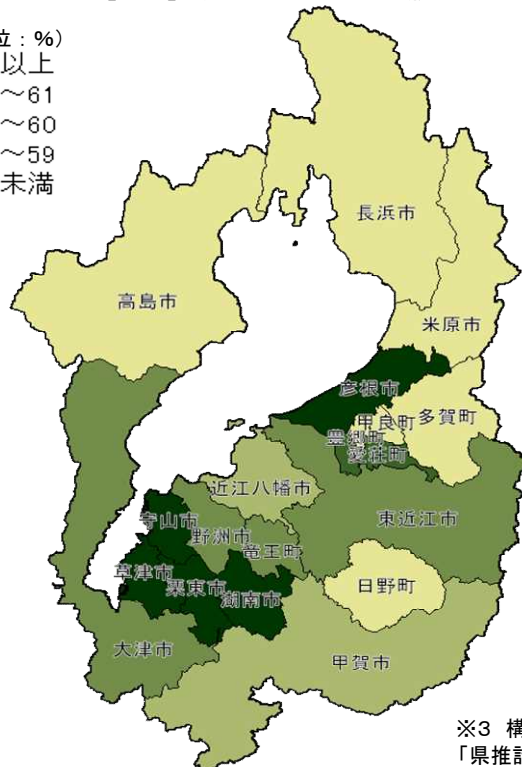 位：%)
以上
～61
～60
～59
未満
長浜市
高島市
米原市
彦根市
甲良町
多賀町
豊郷町
愛荘町
近江八幡市
東近江市
守山市
野洲市
竜王町
草津市
栗東市
湖南市
日野町
大津市
甲賀市
※3 構
「県推計